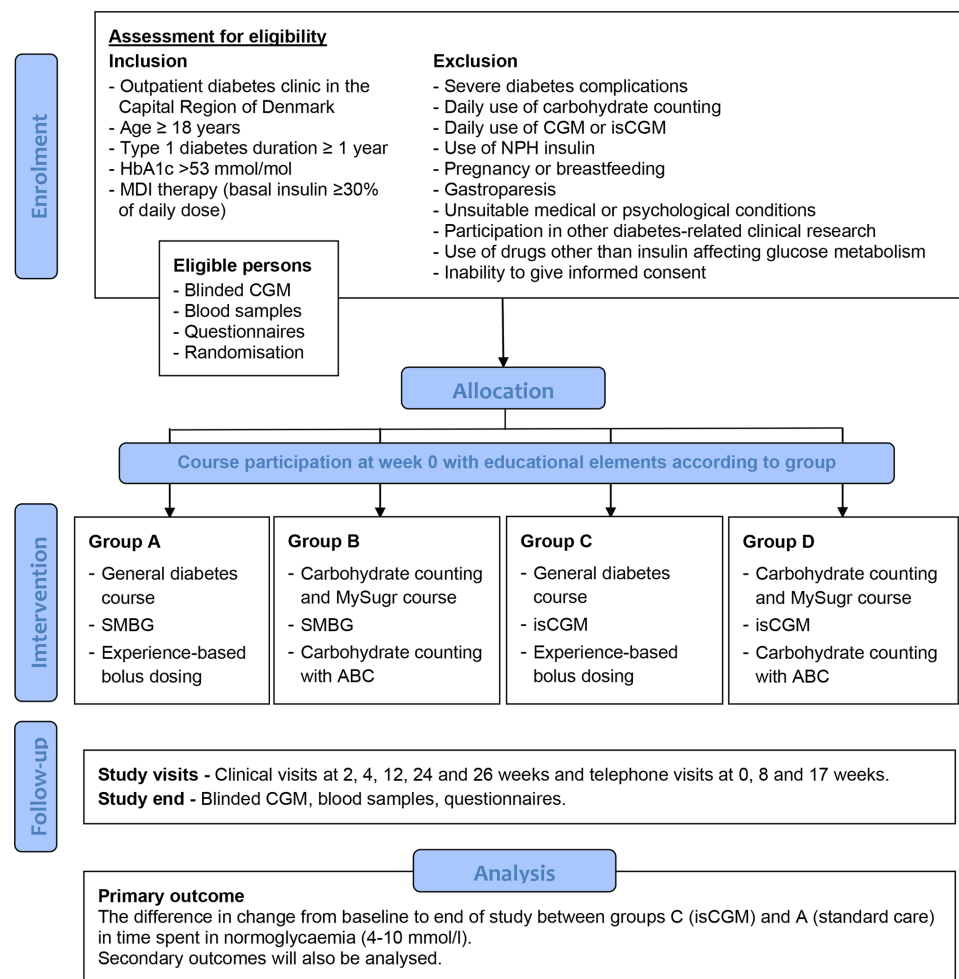 Enrolment
Assessment for eligibility
Inclusion
- Outpatient diabetes clinic in the
Capital Region of Denmark
- Age ≥ 18 years
- Type 1 diabetes duration ≥ 1 year
- HbA1c >53 mmol/mol
- MDI therapy (basal insulin ≥30%
of daily dose)
Exclusion
- Severe diabetes complications
- Daily use of carbohydrate counting
- Daily use of CGM or isCGM
- Use of NPH insulin
- Pregnancy or breastfeeding
- Gastroparesis
- Unsuitable medical or psychological conditions
- Participation in other diabetes-related clinical research
- Use of drugs other than insulin affecting glucose metabolism
- Inability to give informed consent
Eligible persons
- Blinded CGM
- Blood samples
- Questionnaires
- Randomisation
Allocation
Course participation at week 0 with educational elements according to group
Imtervention
Group A
- General diabetes
course
- SMBG
- Experience-based
bolus dosing
Group B
- Carbohydrate counting
and MySugr course
- SMBG
- Carbohydrate counting
with ABC
Group C
- General diabetes
course
- isCGM
- Experience-based
bolus dosing
Group D
- Carbohydrate counting
and MySugr course
- isCGM
- Carbohydrate counting
with ABC
Follow-up
Study visits - Clinical visits at 2, 4, 12, 24 and 26 weeks and telephone visits at 0, 8 and 17 weeks.
Study end - Blinded CGM, blood samples, questionnaires.
Analysis
Primary outcome
The difference in change from baseline to end of study between groups C (isCGM) and A (standard care)
in time spent in normoglycaemia (4-10 mmol/l).
Secondary outcomes will also be analysed.